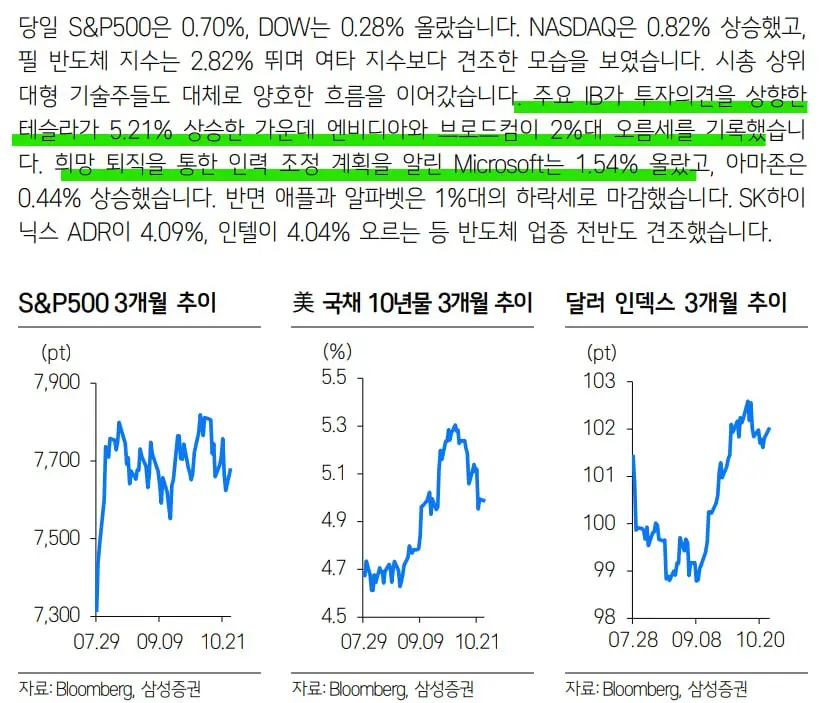 당일 S&P500은 0.70%, DOW는 0.28% 올랐습니다. NASDAQ은 0.82% 상승했고,
필 반도체 지수는 2.82% 뛰며 여타 지수보다 견조한 모습을 보였습니다. 시총 상위
대형 기술주들도 대체로 양호한 흐름을 이어갔습니다. 주요 IB가 투자의견을 상향한
테슬라가 5.21% 상승한 가운데 엔비디아와 브로드컴이 2%대 오름세를 기록했습니
다. 희망 퇴직을 통한 인력 조정 계획을 알린 Microsoft는 1.54% 올랐고, 아마존은
0.44% 상승했습니다. 반면 애플과 알파벳은 1%대의 하락세로 마감했습니다. SK하이
닉스 ADR이 4.09%, 인텔이 4.04% 오르는 등 반도체 업종 전반도 견조했습니다.
S&P500 3개월 추이
(pt)
7,900
7,700
7,500
7,300
07.29 09.09 10.21
자료: Bloomberg, 삼성증권
美 국채 10년물 3개월 추이
(%)
5.5
5.3
5.1
4.9
4.7
4.5
07.29 09.09 10.21
자료: Bloomberg, 삼성증권
달러 인덱스 3개월 추이
(pt)
103
102
101
100
99
98
07.28 09.08 10.20
자료: Bloomberg, 삼성증권